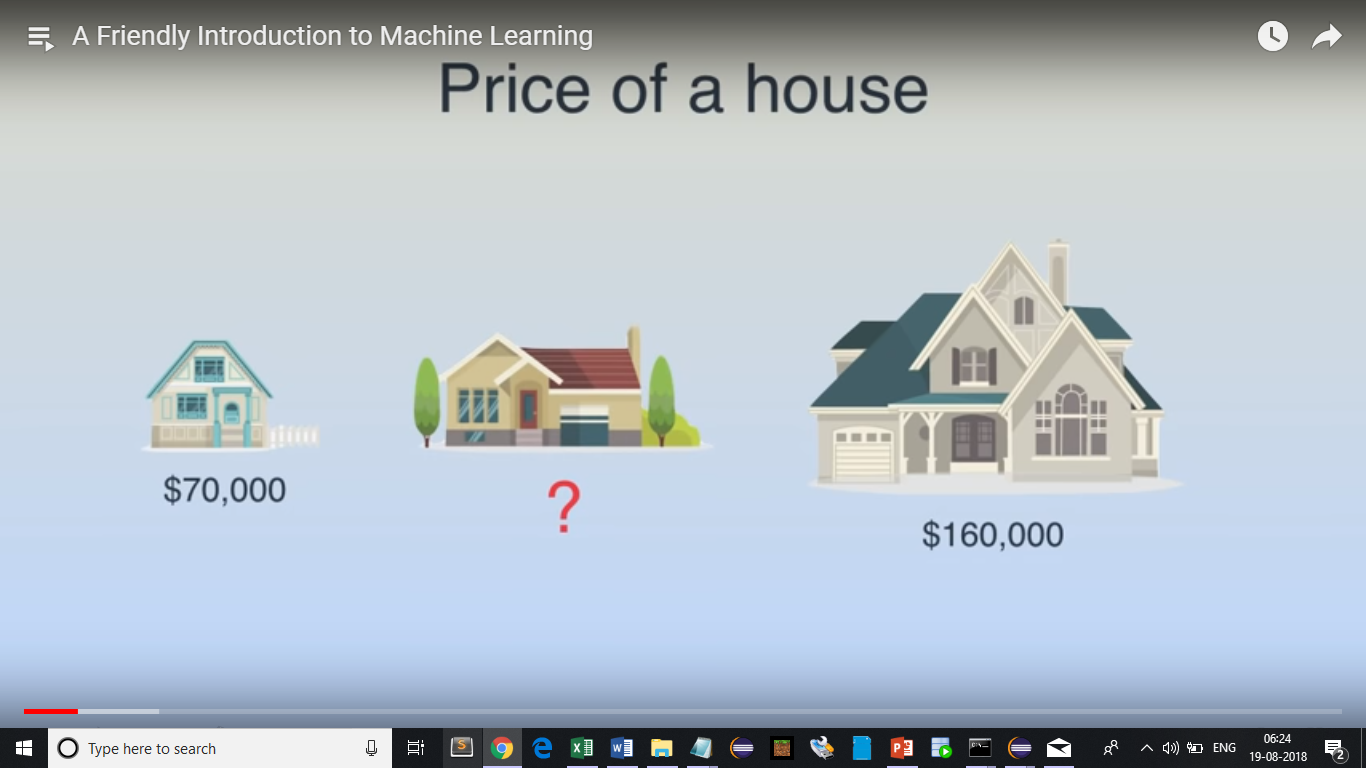 A Friendly Introduction to Machine Learning
Price of a house
$70,000
?
$160,000
Type here to search
ENG
06:24
19-08-2018
2